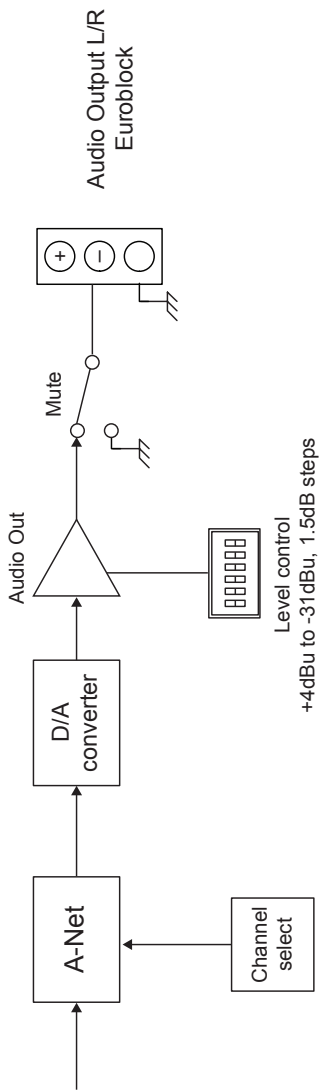 A-Net
Channel
select
D/A
converter
Audio Out
Level control
+4dBu to -31dBu, 1.5dB steps
Mute
+
–
Audio Output L/R
Euroblock